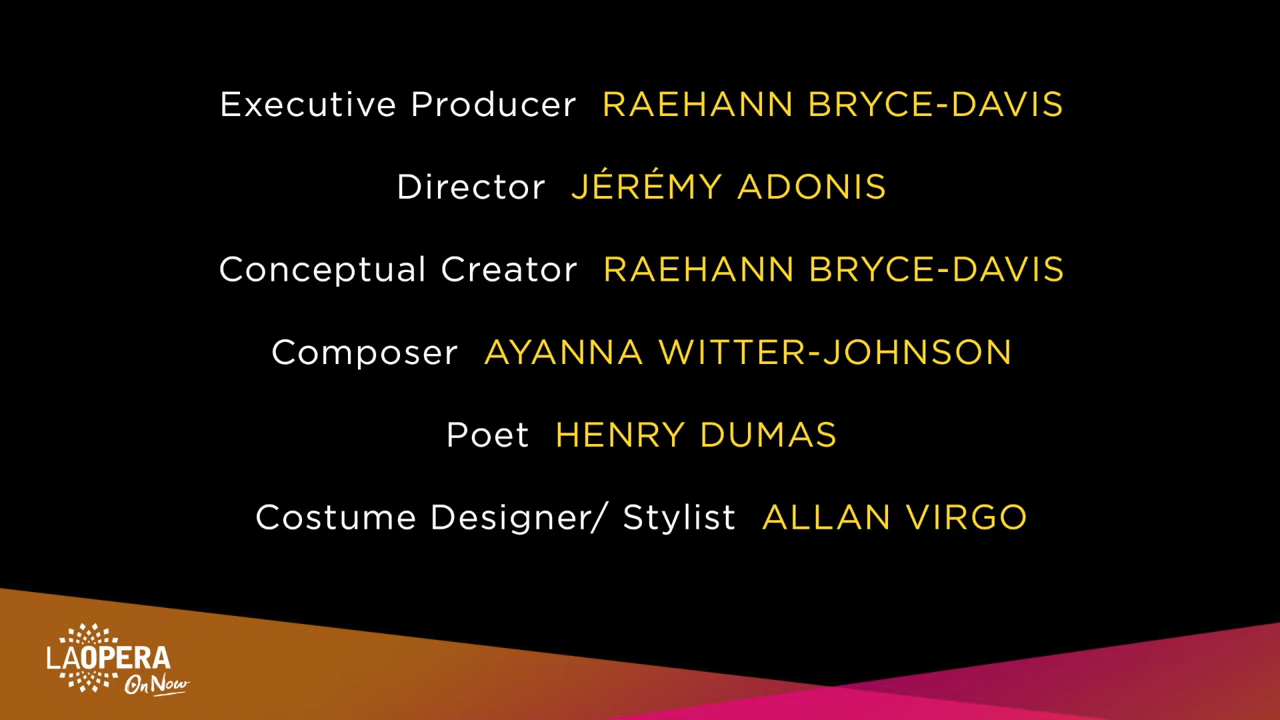 Executive Producer RAEHANN BRYCE-DAVIS
Director JÉRÉMY ADONIS
Conceptual Creator RAEHANN BRYCE-DAVIS
Composer AYANNA WITTER-JOHNSON
Poet HENRY DUMAS
Costume Designer/ Stylist ALLAN VIRGO
LAOPERA
On Now